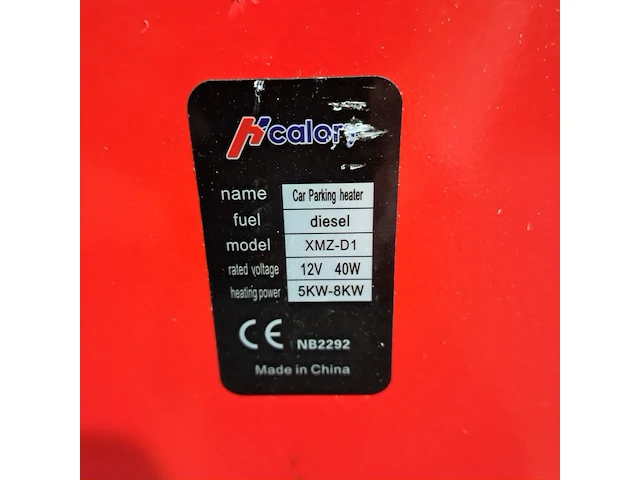 Hcalory
name Car Parking heater
fuel diesel
model XMZ-D1
rated voltage 12V 40W
heating power 5KW-8KW
CE NB2292
Made in China